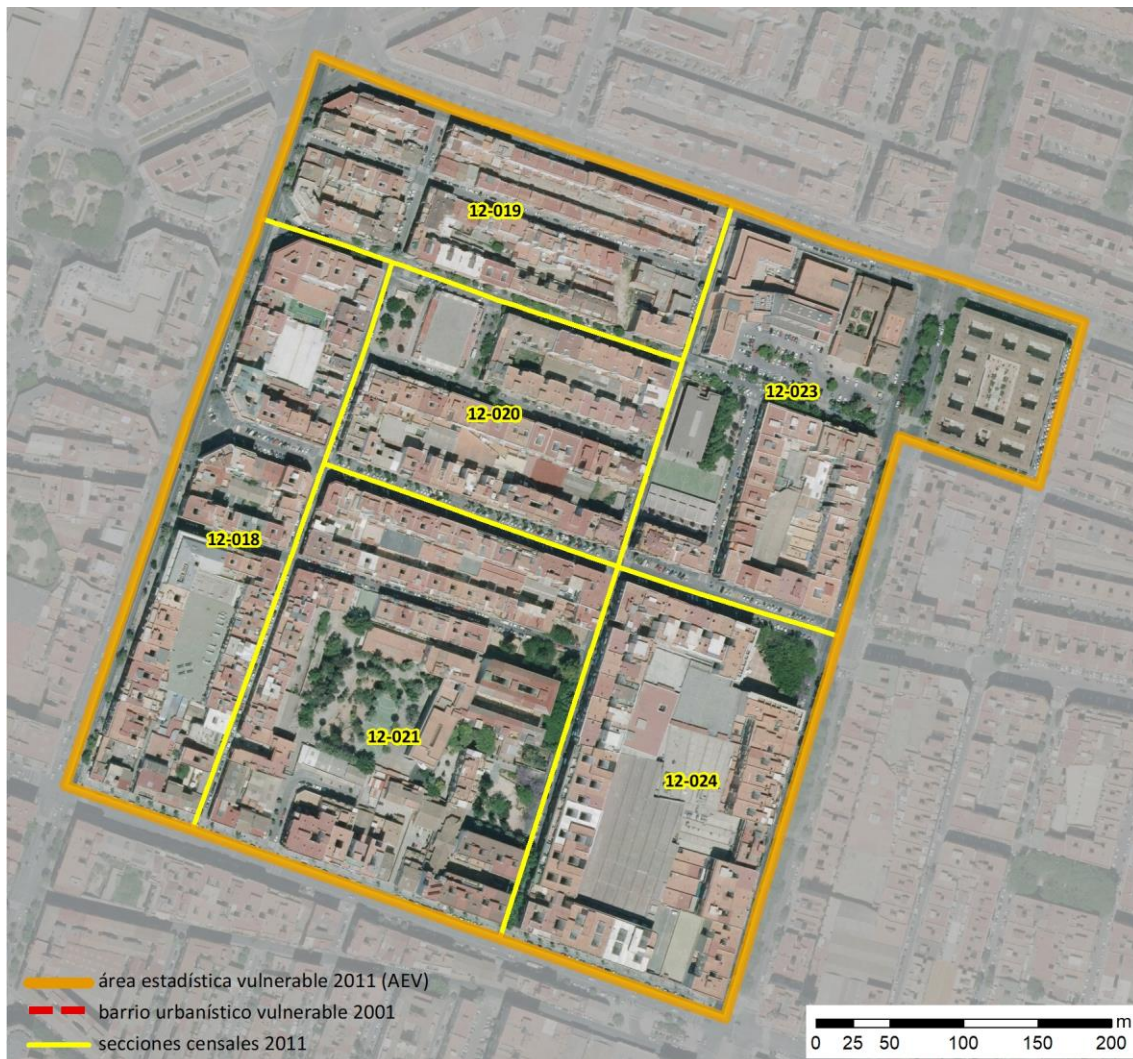 12-019
12-023
12-020
12-018
12-021
12-024
área estadística vulnerable 2011 (AEV)
barrio urbanístico vulnerable 2001
secciones censales 2011
m
0 25 50 100 150 200